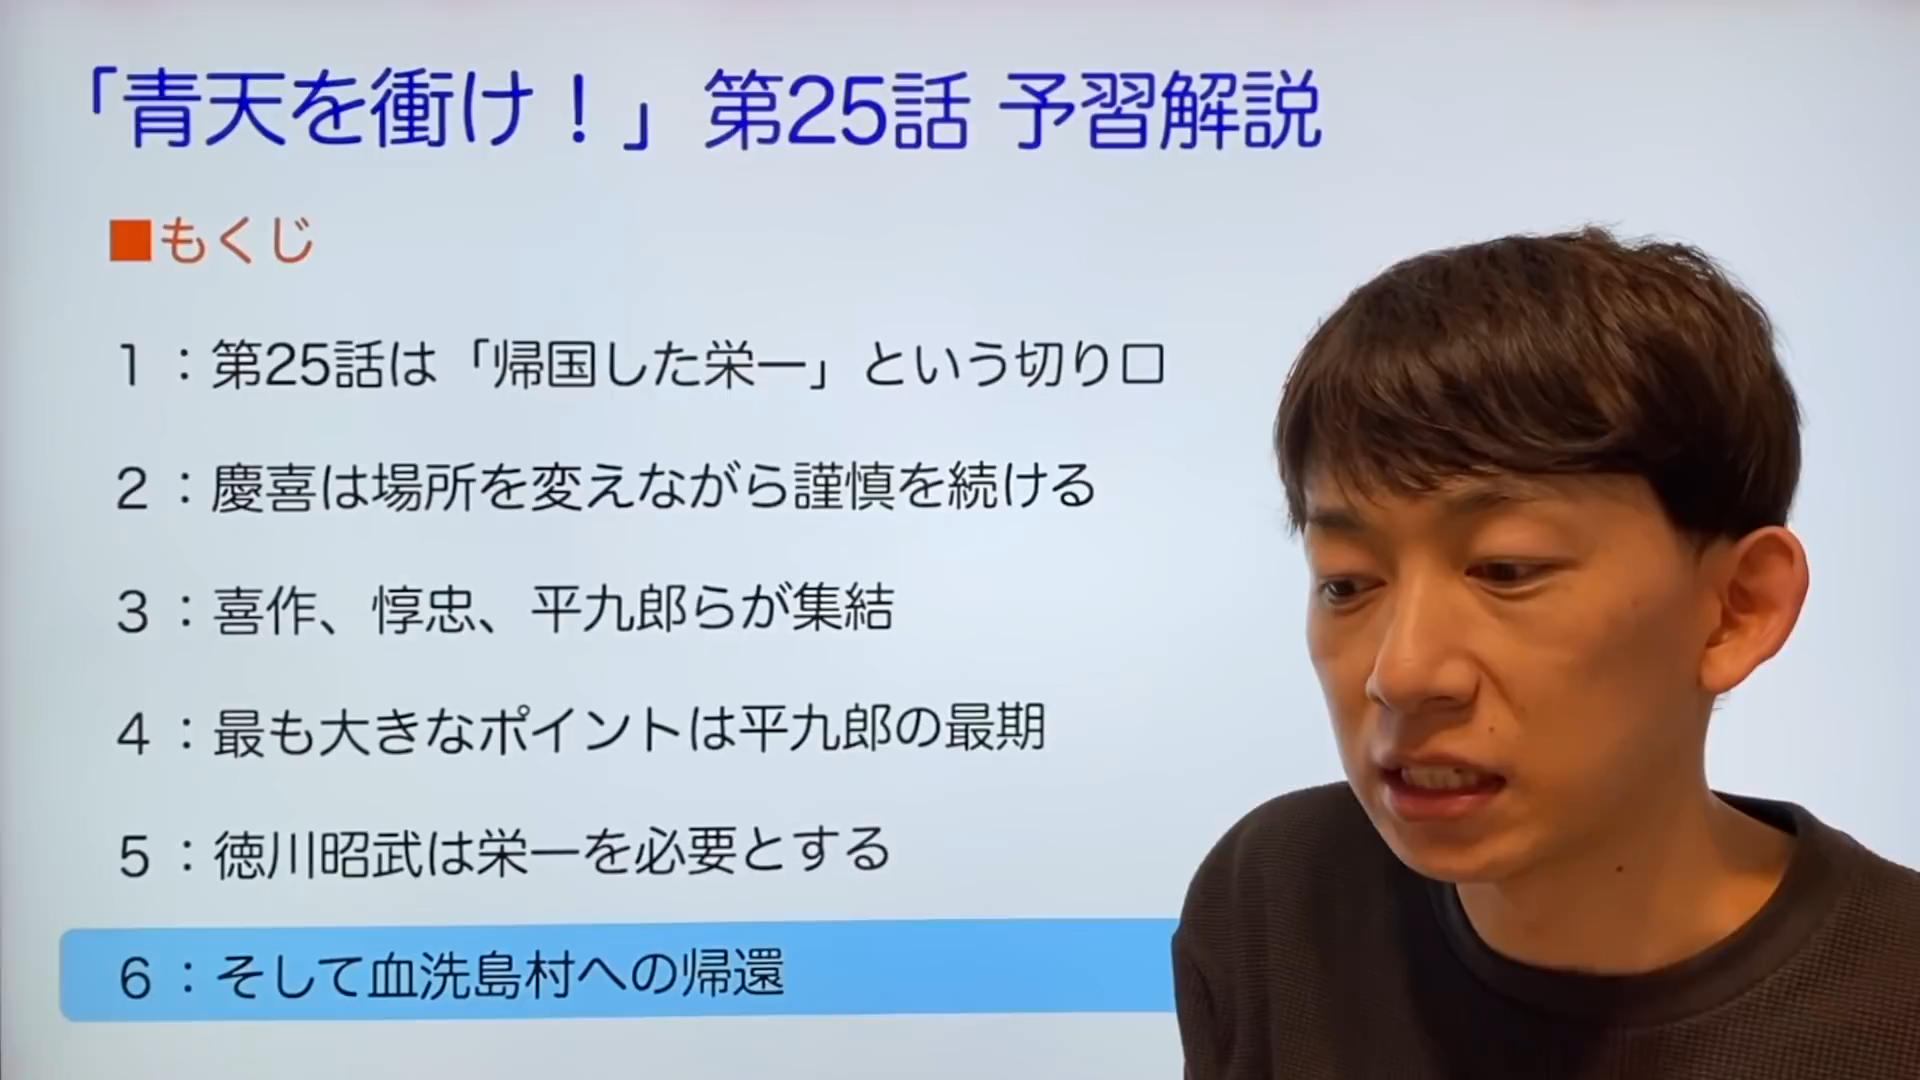 「青天を衝け！」第25話 予習解説
■もくじ
1：第25話は「帰国した栄一」という切り口
2：慶喜は場所を変えながら謹慎を続ける
3：喜作、惇忠、平九郎らが集結
4：最も大きなポイントは平九郎の最期
5：徳川昭武は栄一を必要とする
6：そして血洗島村への帰還